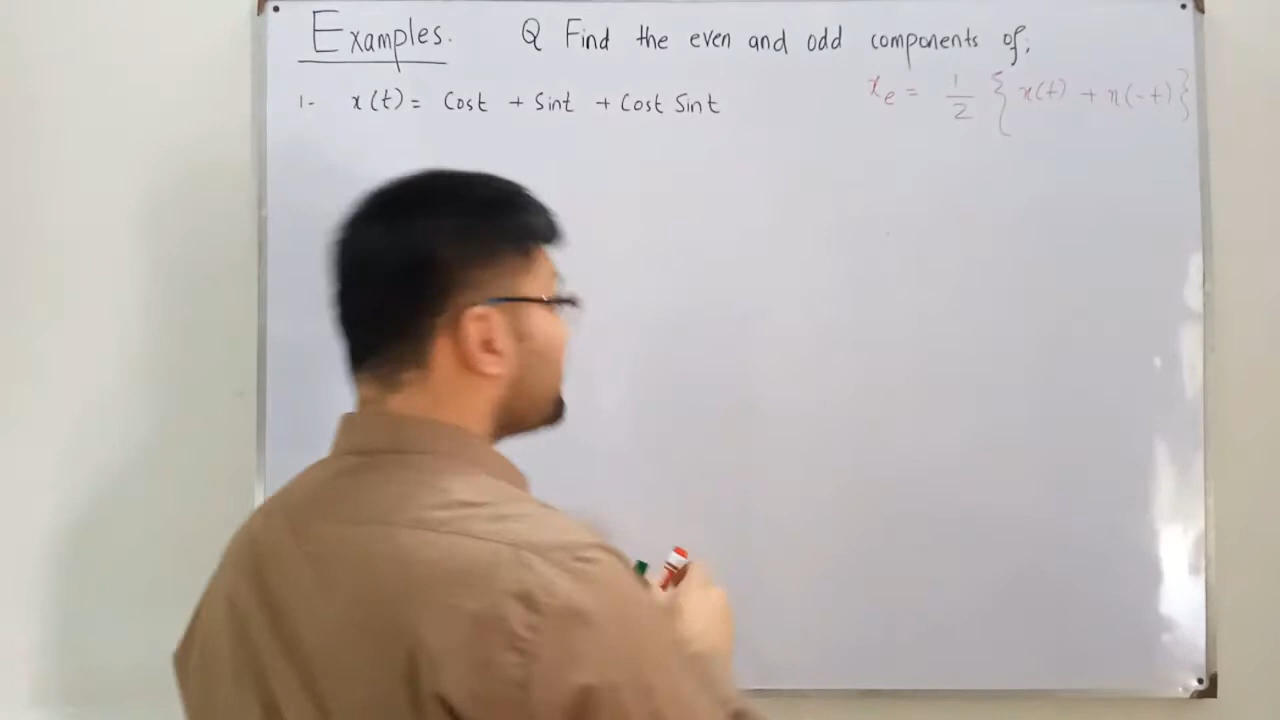 Examples. Q Find the even and odd components of;
1- x(t) = Cost + Sint + Cost Sint
xe = 1/2 { x(t) + x(-t) }